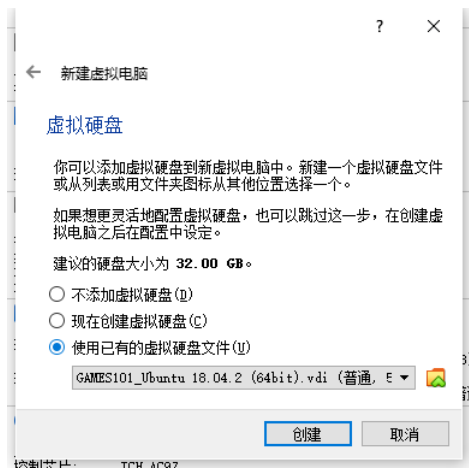 ?
新建虚拟电脑
虚拟硬盘
你可以添加虚拟硬盘到新虚拟电脑中。新建一个虚拟硬盘文件
或从列表或用文件夹图标从其他位置选择一个。
如果想更灵活地配置虚拟硬盘，也可以跳过这一步，在创建虚
拟电脑之后在配置中设定。
建议的硬盘大小为 32.00 GB。
不添加虚拟硬盘(D)
现在创建虚拟硬盘(C)
使用已有的虚拟硬盘文件(U)
GAMES101_Ubuntu 18.04.2 (64bit).vdi (普通,
创建
取消
控制芯片: ICH AC97